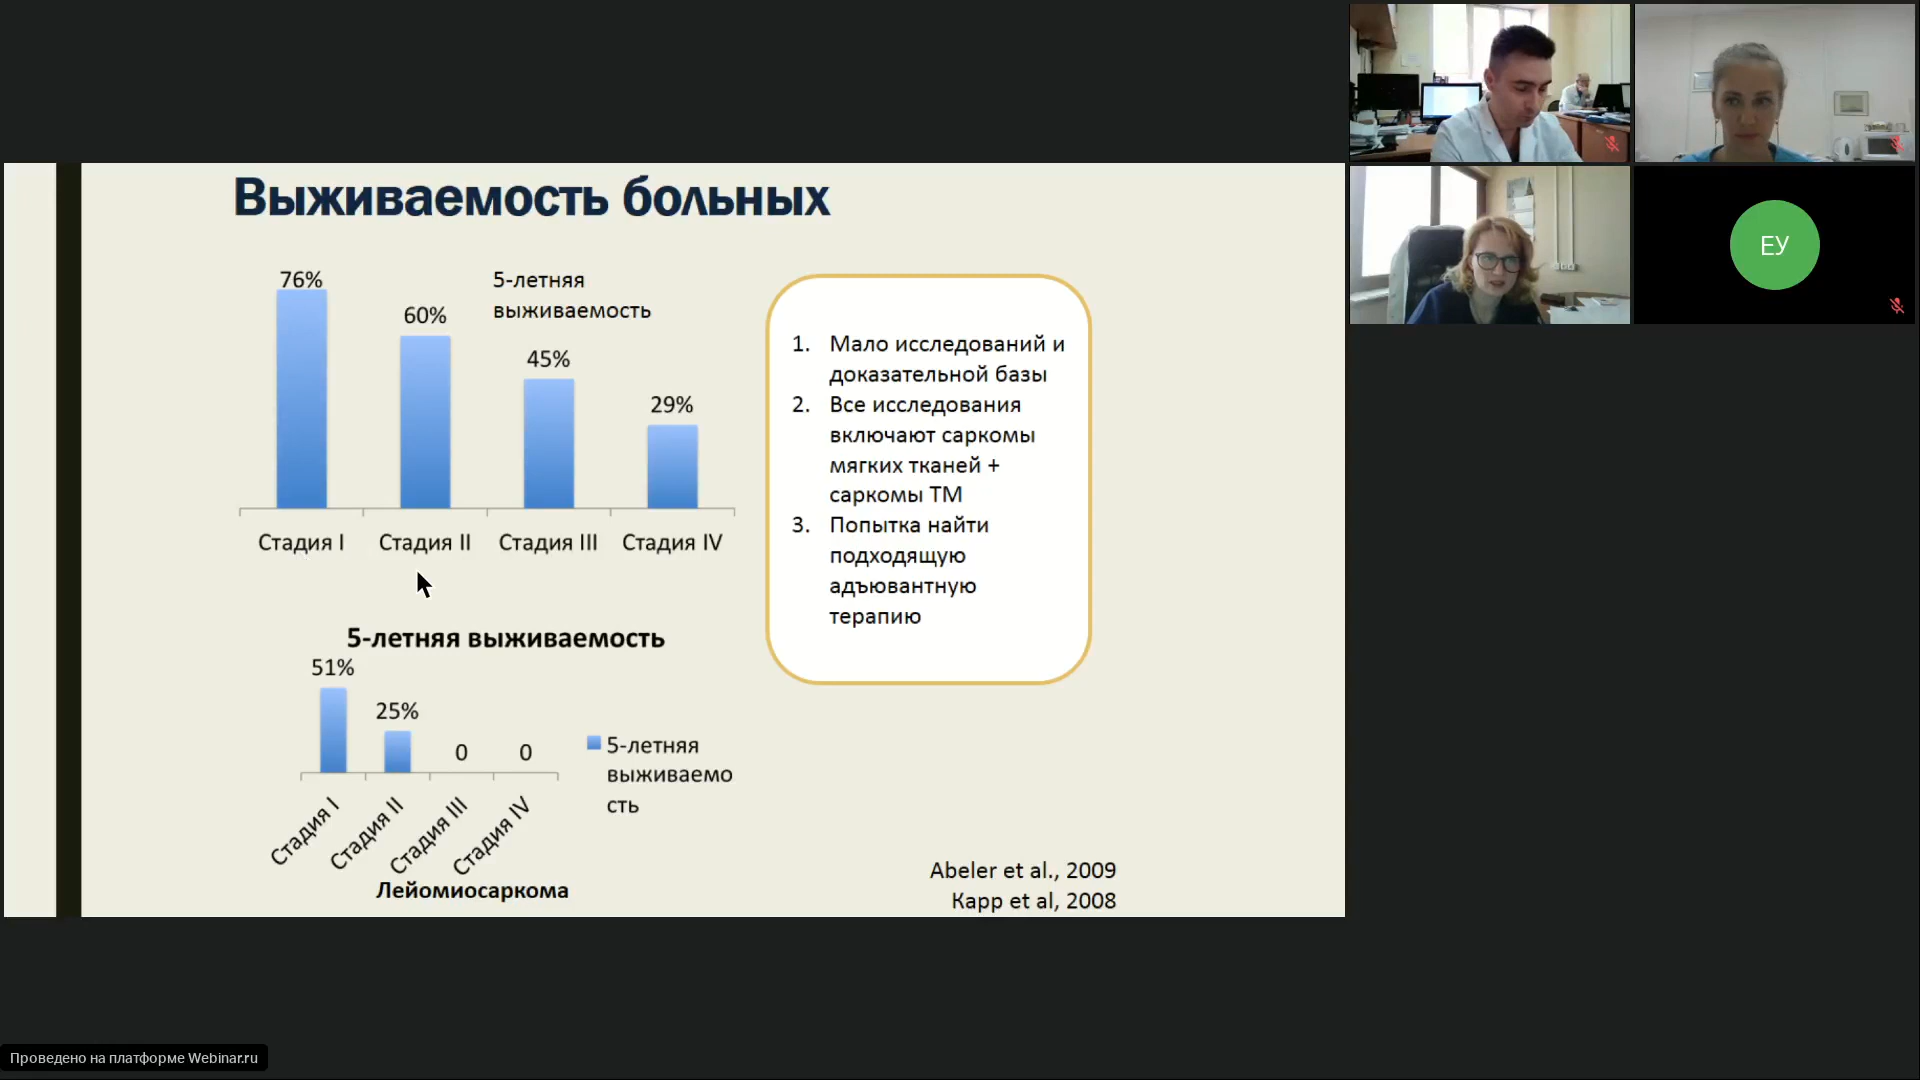 Выживаемость больных
76%
60%
45%
29%
5-летняя
выживаемость
Стадия I
Стадия II
Стадия III
Стадия IV
5-летняя выживаемость
51%
25%
0
0
5-летняя
выживаемо
сть
Стадия I
Стадия II
Стадия III
Стадия IV
Лейомиосаркома
1. Мало исследований и
доказательной базы
2. Все исследования
включают саркомы
мягких тканей +
саркомы ТМ
3. Попытка найти
подходящую
адъювантную
терапию
Abeler et al., 2009
Kapp et al, 2008
ЕУ
Проведено на платформе Webinar.ru